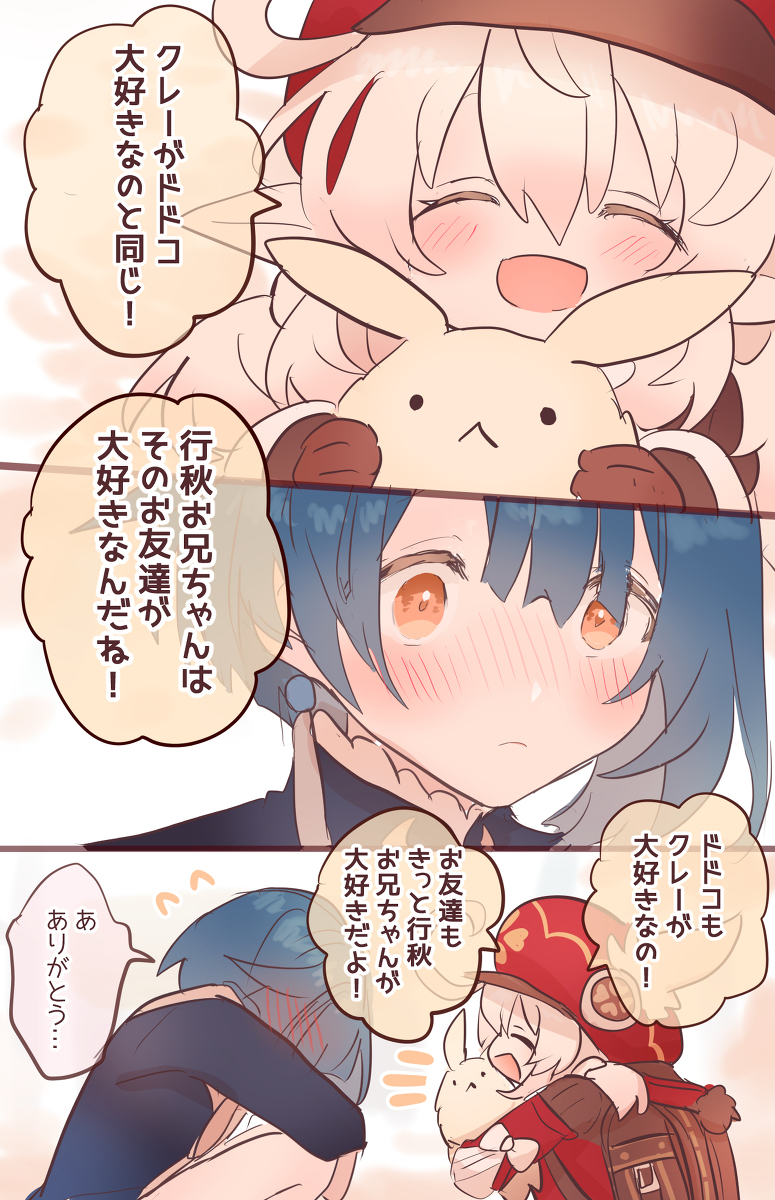 クレーがドドコ
大好きなのと同じ！
行秋お兄ちゃんは
そのお友達が
大好きなんだね！
ドドコも
クレーが
大好きなの！
お友達も
きっと行秋
お兄ちゃんが
大好きだよ！
あ
ありがとう…